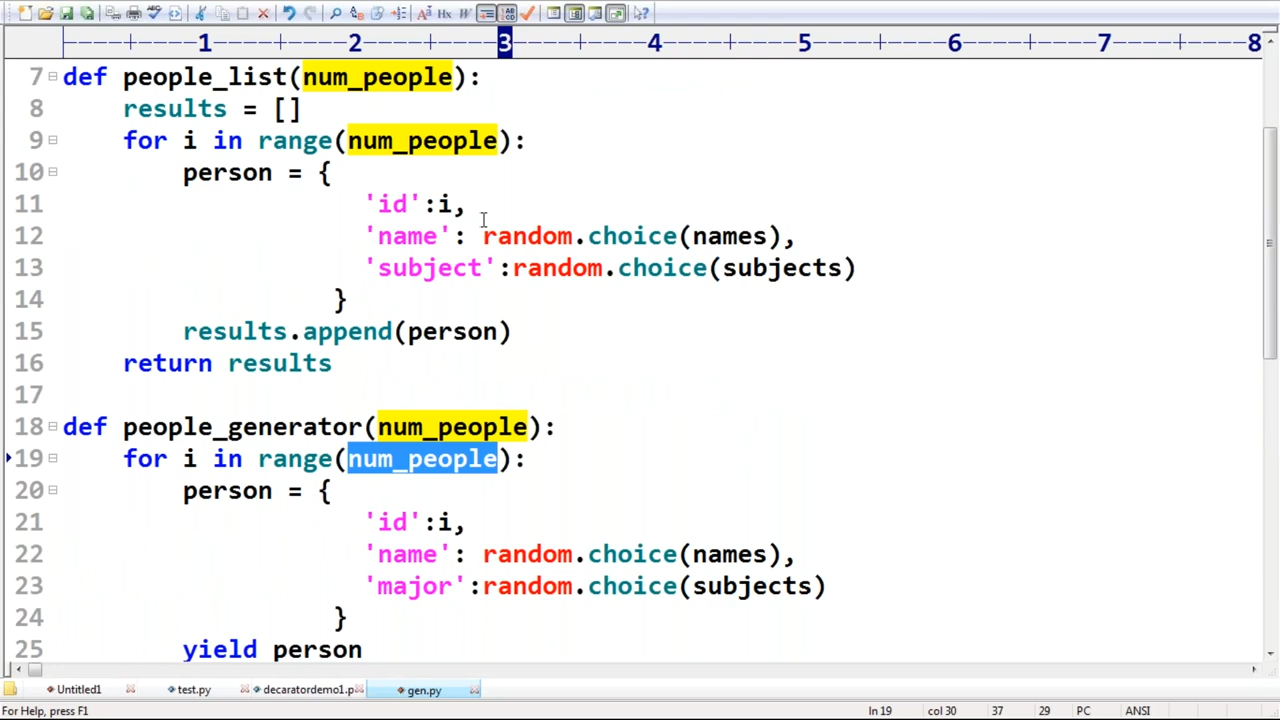 1 2 3 4 5 6 7 8
7 def people_list(num_people):
8 results = []
9 for i in range(num_people):
10 person = {
11 'id':i,
12 'name': random.choice(names),
13 'subject':random.choice(subjects)
14 }
15 results.append(person)
16 return results
17
18 def people_generator(num_people):
19 for i in range(num_people):
20 person = {
21 'id':i,
22 'name': random.choice(names),
23 'major':random.choice(subjects)
24 }
25 yield person
Untitled1 test.py decaratordemo1.p gen.py
For Help, press F1 ln 19 col 30 37 29 PC ANSI